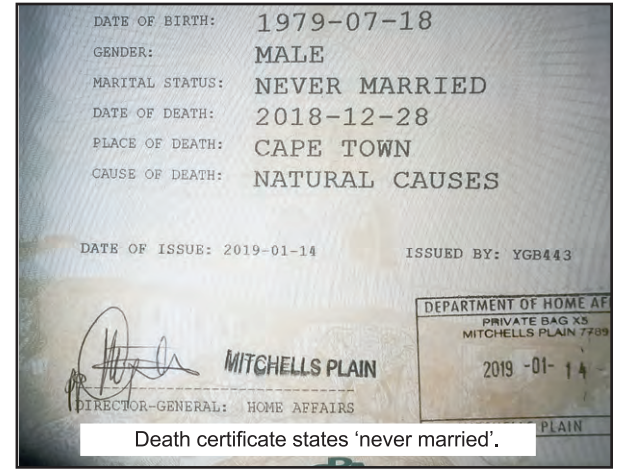 DATE OF BIRTH: 1979-07-18
GENDER: MALE
MARITAL STATUS: NEVER MARRIED
DATE OF DEATH: 2018-12-28
PLACE OF DEATH: CAPE TOWN
CAUSE OF DEATH: NATURAL CAUSES
DATE OF ISSUE: 2019-01-14 ISSUED BY: YGB443
DEPARTMENT OF HOME AF
PRIVATE BAG X5
MITCHELLS PLAIN 7789
2019 -01- 14 -
MITCHELLS PLAIN
DIRECTOR-GENERAL: HOME AFFAIRS
PLAIN
Death certificate states 'never married'.